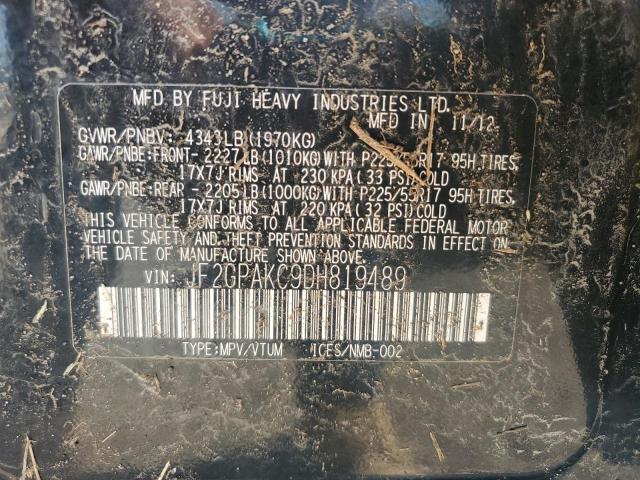 MFD BY FUJI HEAVY INDUSTRIES LTD.
MFD IN 11/12
GVWR/PNBV: 4343LB(1970KG)
GAWR/PNBE:FRONT- 2227LB(1010KG)WITH P225/55R17 95H TIRES,
17X7J RIMS AT 230 KPA(33 PSI)COLD
GAWR/PNBE:REAR - 2205LB(1000KG)WITH P225/55R17 95H TIRES,
17X7J RIMS AT 220 KPA(32 PSI)COLD
THIS VEHICLE CONFORMS TO ALL APPLICABLE FEDERAL MOTOR
VEHICLE SAFETY AND THEFT STANDARDS IN EFFECT ON
THE DATE OF MANUFACTURE SHOWN ABOVE.
VIN: JF2GPAKC9DH819489
TYPE:MPV/VTUM ICES/NMB-002